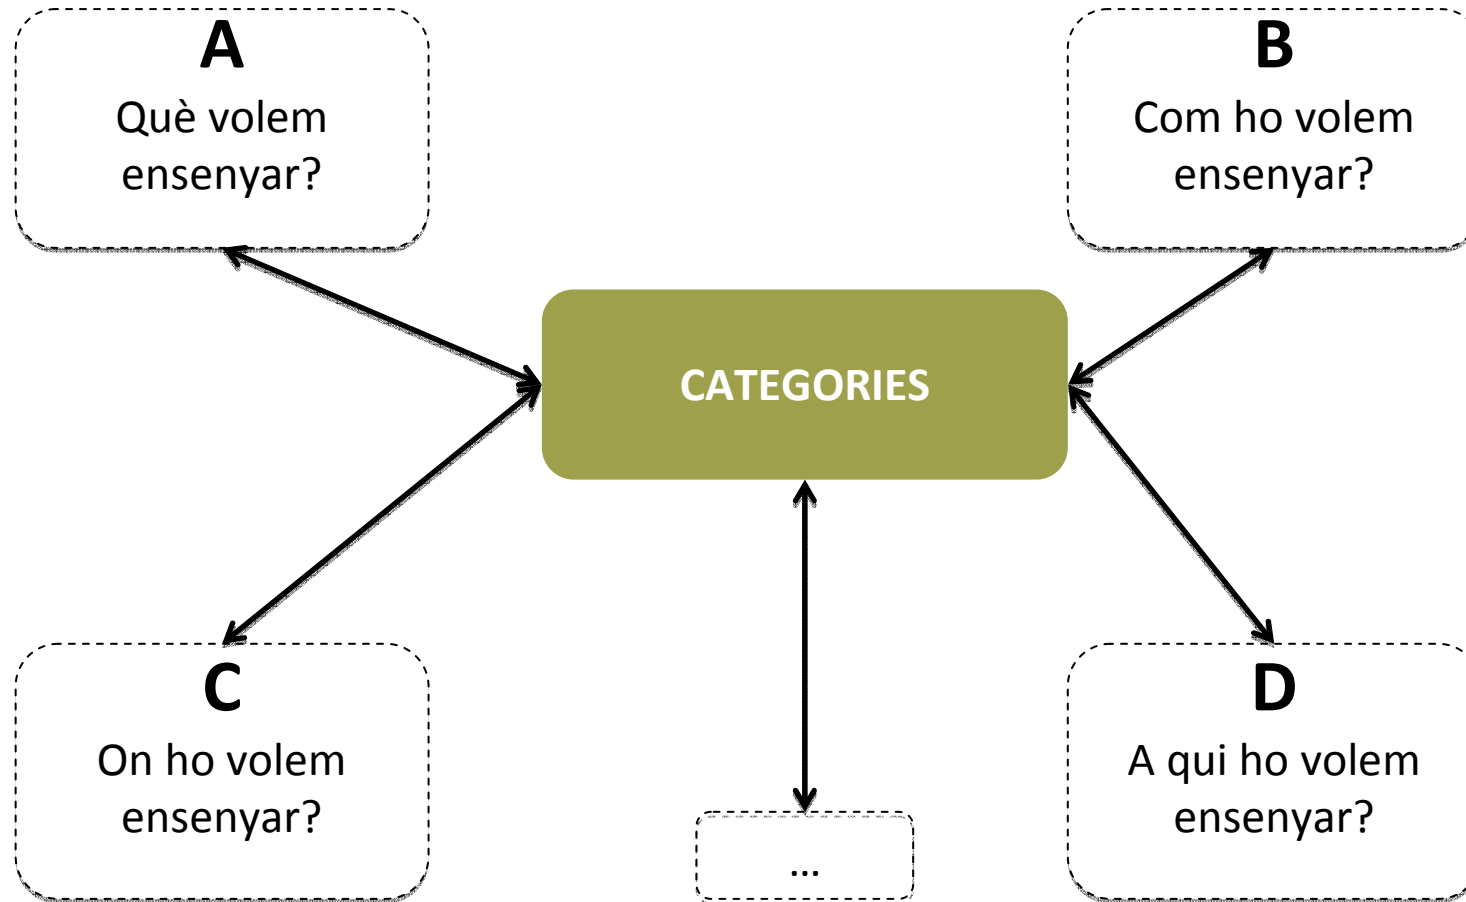 A
Què volem
ensenyar?
B
Com ho volem
ensenyar?
CATEGORIES
C
On ho volem
ensenyar?
D
A qui ho volem
ensenyar?
...